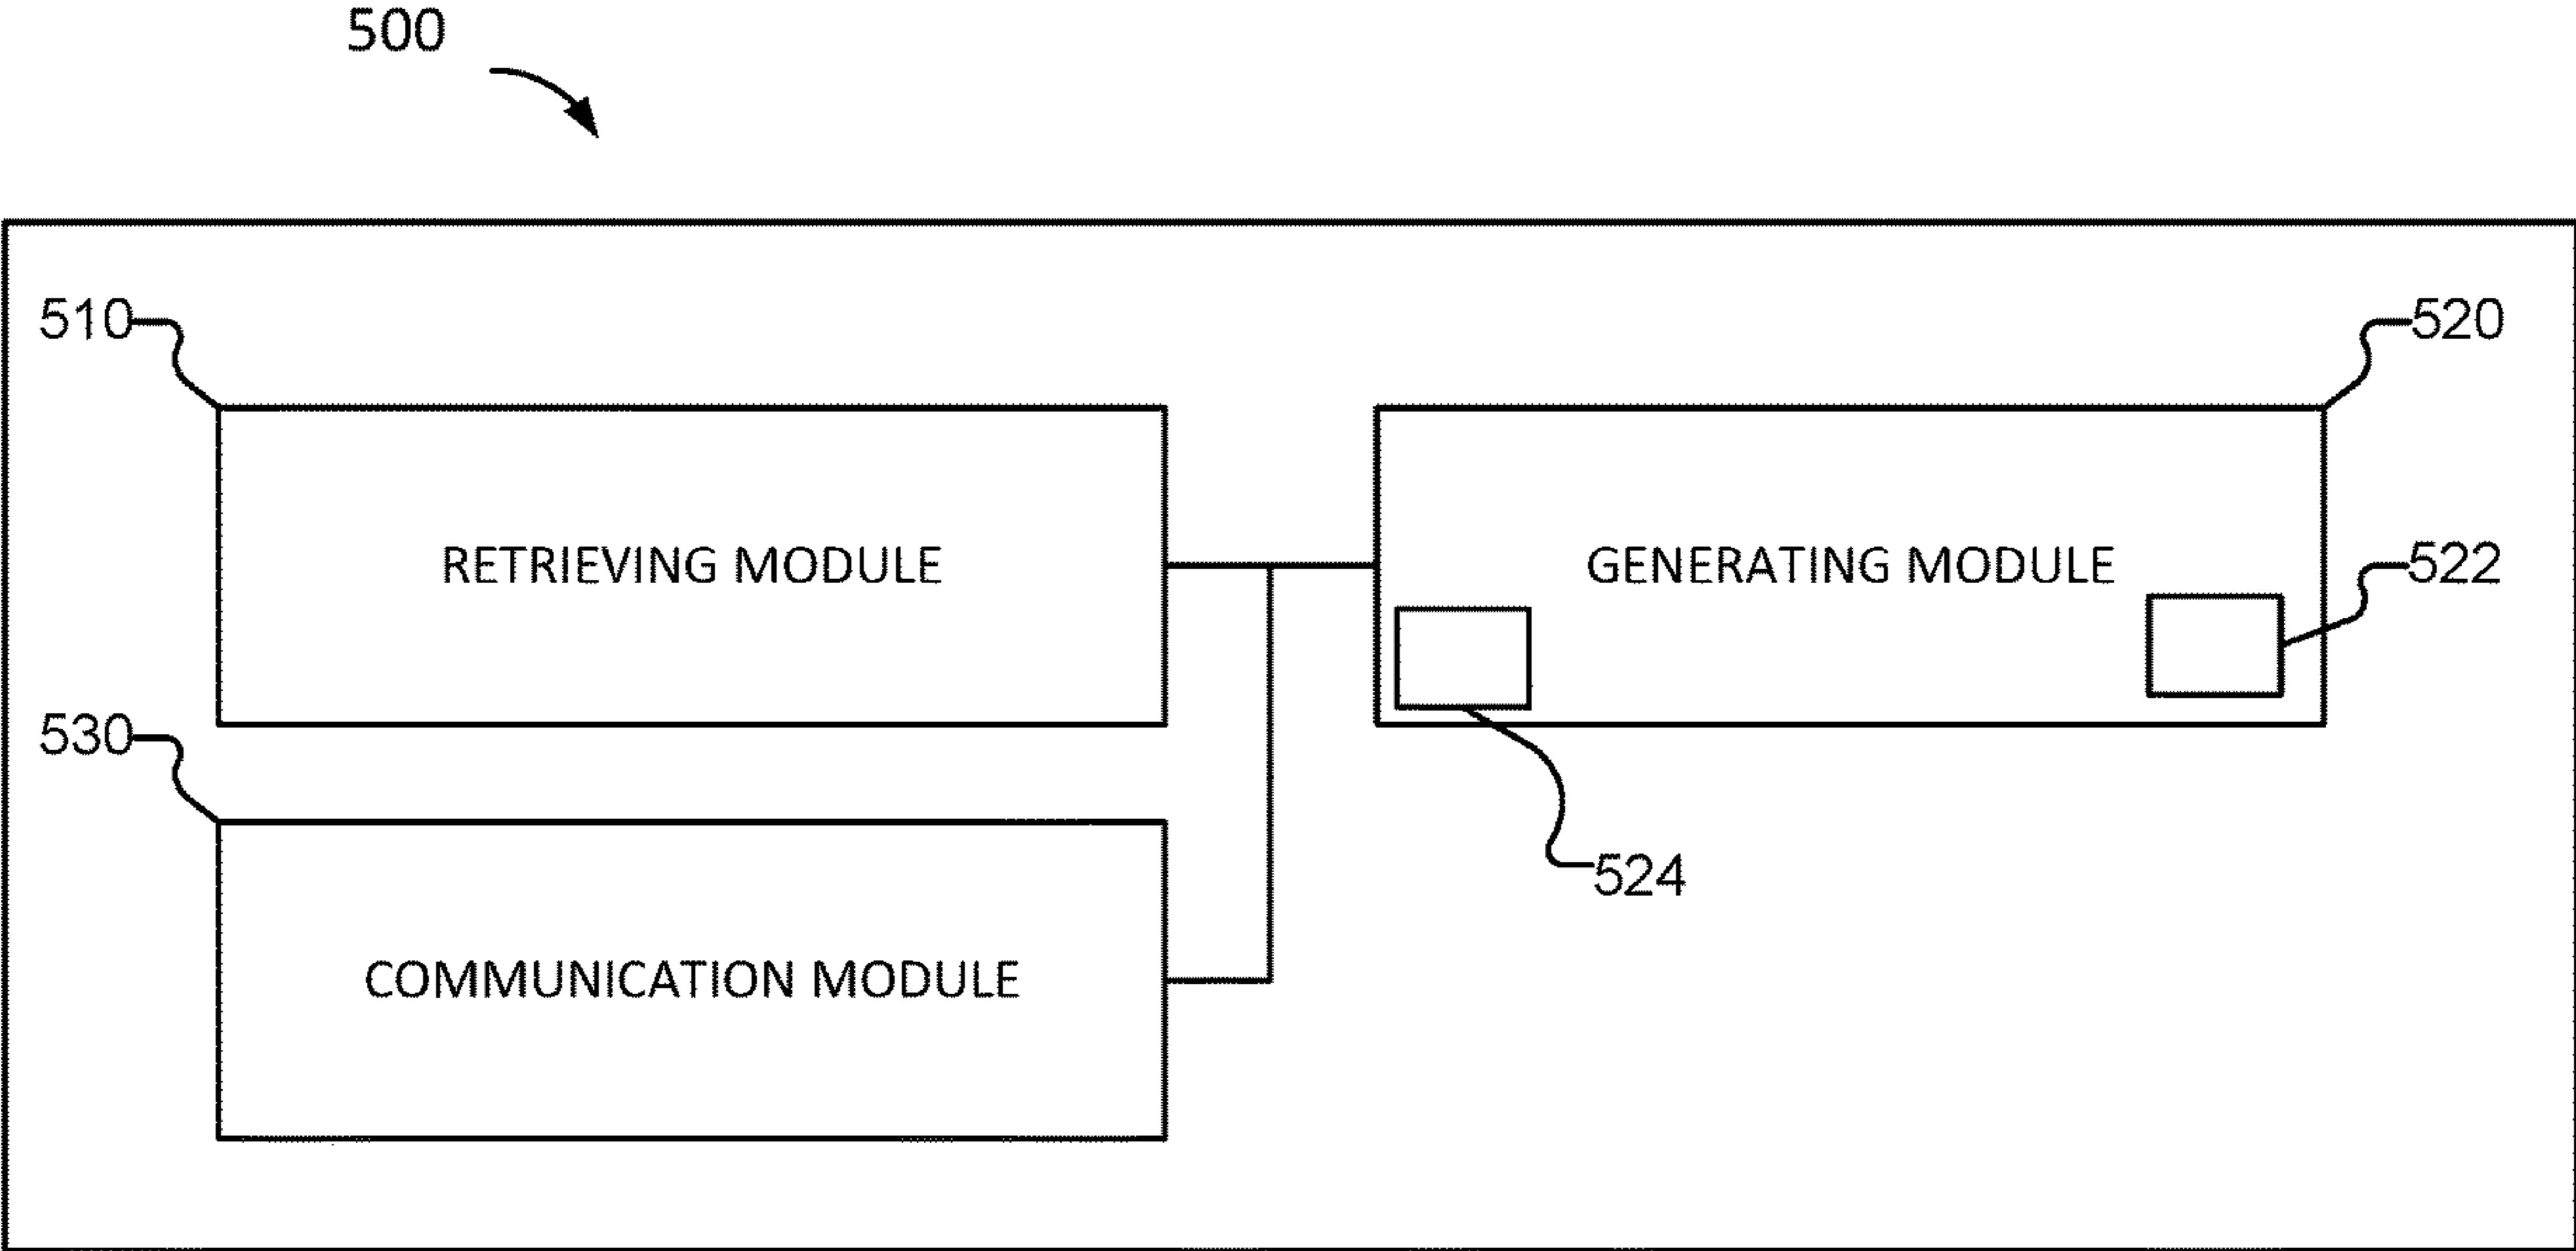 500
510
520
RETRIEVING MODULE
GENERATING MODULE
522
530
524
COMMUNICATION MODULE